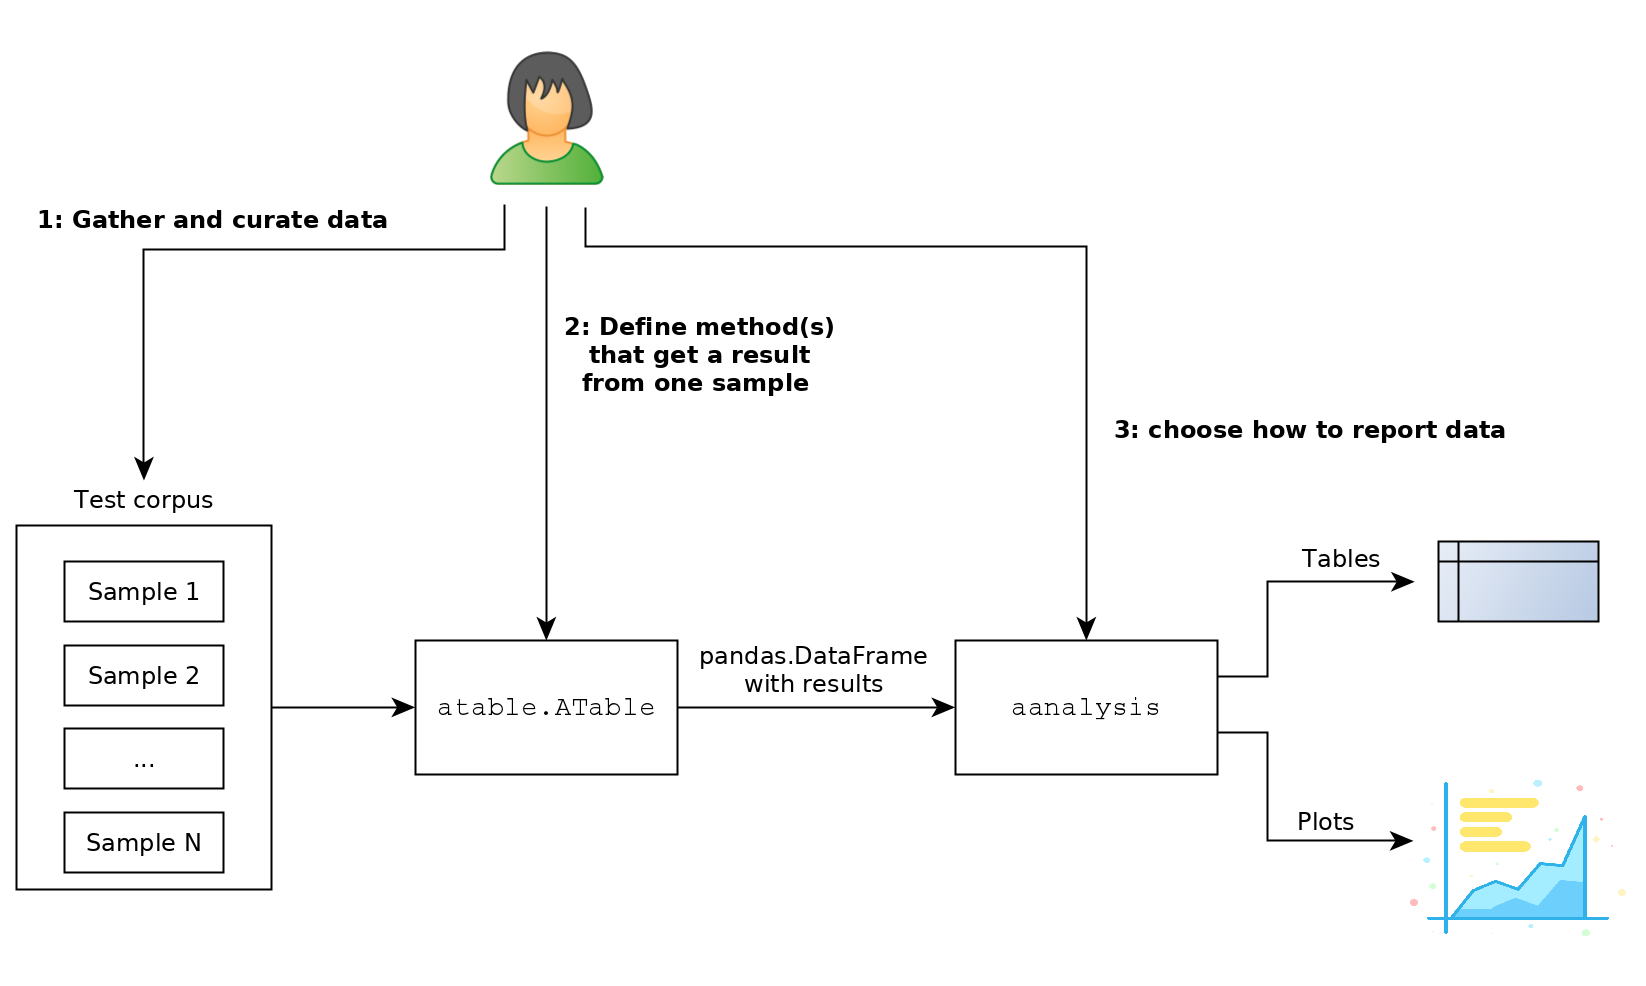 1: Gather and curate data
2: Define method(s)
that get a result
from one sample
3: choose how to report data
Test corpus
Sample 1
Sample 2
...
Sample N
atable.ATable
pandas.DataFrame
with results
aanalysis
Tables
Plots